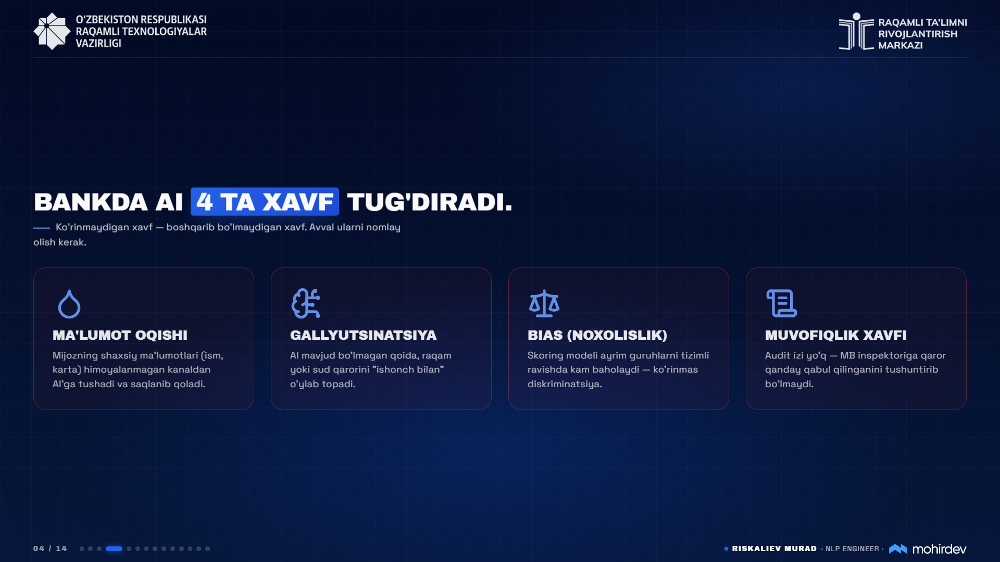 O'ZBEKISTON RESPUBLIKASI
RAQAMLI TEXNOLOGIYALAR
VAZIRLIGI
RAQAMLI TA'LIMNI
RIVOJLANTIRISH
MARKAZI
BANKDA AI 4 TA XAVF TUG'DIRADI.
Ko'rinmaydigan xavf — boshqarib bo'lmaydigan xavf. Avval ularni nomlay
olish kerak.
MA'LUMOT OQISHI
Mijozning shaxsiy ma'lumotlari (ism,
karta) himoyalanmagan kanaldan
AI'ga tushadi va saqlanib qoladi.
GALLYUTSINATSIYA
AI mavjud bo'lmagan qoida, raqam
yoki sud qarorini "ishonch bilan"
o'ylab topadi.
BIAS (NOXOLISLIK)
Skoring modeli ayrim guruhlarni tizimli
ravishda kam baholaydi — ko'rinmas
diskriminatsiya.
MUVOFIQLIK XAVFI
Audit izi yo'q — MB inspektoriga qaror
qanday qabul qilinganini tushuntirib
bo'lmaydi.
04 / 14
RISKALIEV MURAD · NLP ENGINEER · mohirdev